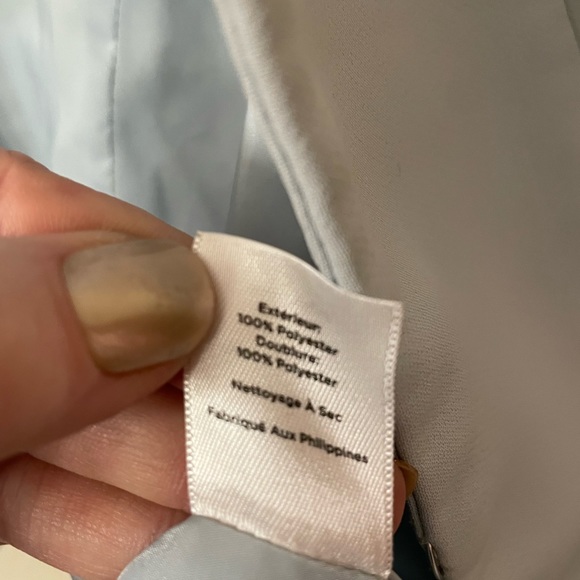 Extérieur:
100% Polyester
Doublure:
100% Polyester
Nettoyage À Sec
Fabriqué Aux Philippines